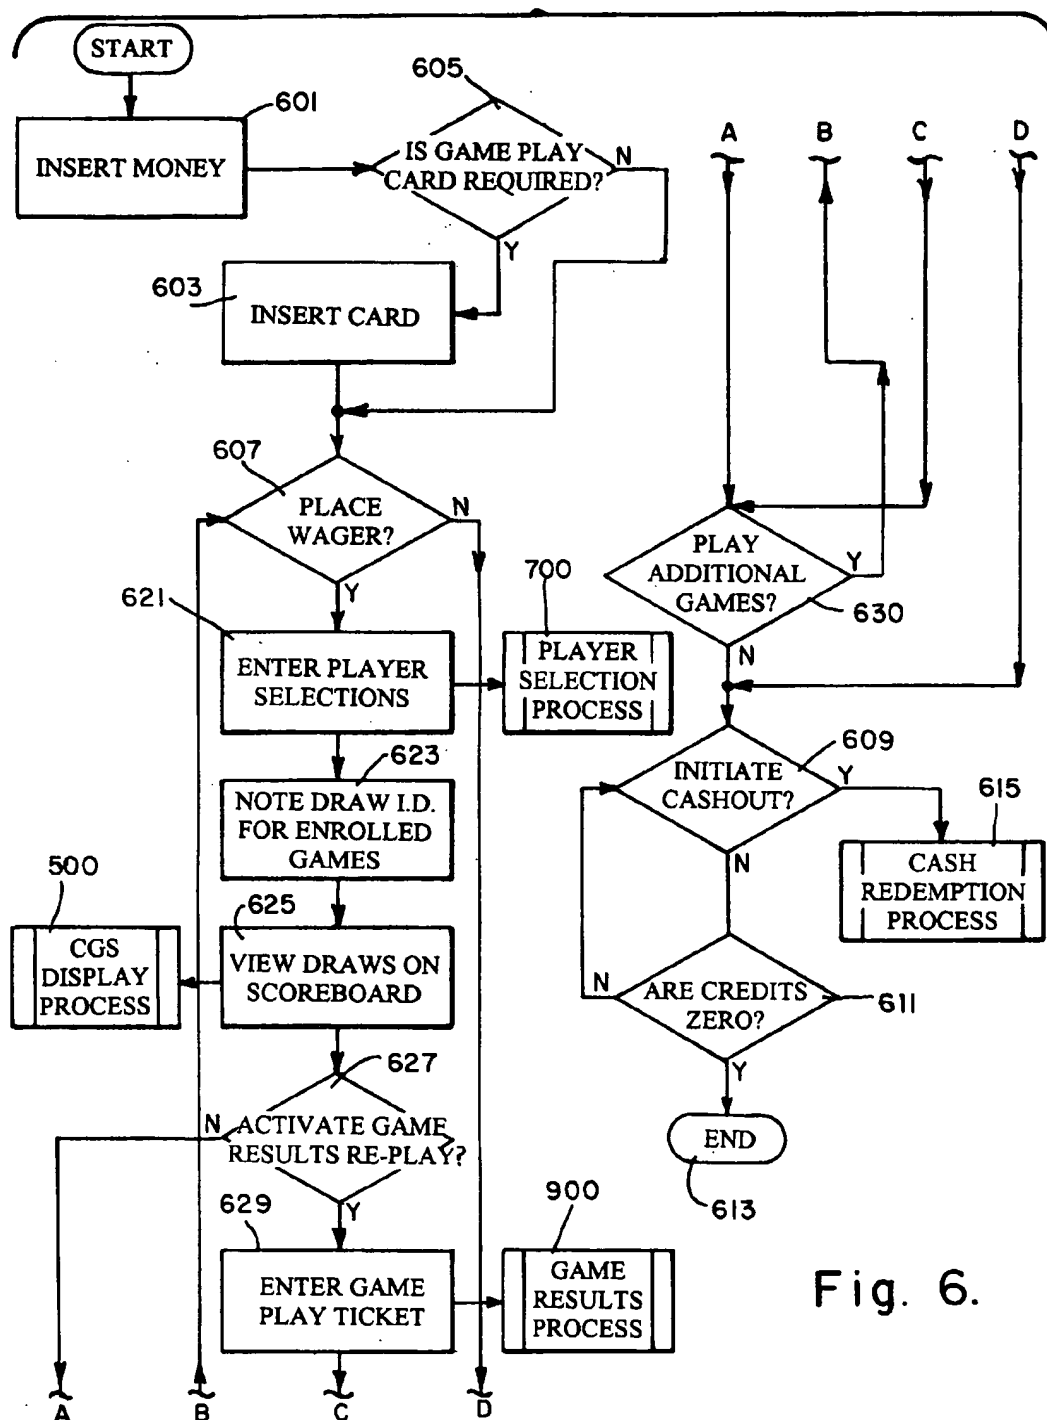 START
601
INSERT MONEY
605
IS GAME PLAY
CARD REQUIRED?
N
Y
603
INSERT CARD
607
PLACE
WAGER?
N
Y
621
ENTER PLAYER
SELECTIONS
700
PLAYER
SELECTION
PROCESS
623
NOTE DRAW I.D.
FOR ENROLLED
GAMES
500
CGS
DISPLAY
PROCESS
625
VIEW DRAWS ON
SCOREBOARD
627
N
ACTIVATE GAME
RESULTS RE-PLAY?
Y
629
ENTER GAME
PLAY TICKET
900
GAME
RESULTS
PROCESS
A
B
C
D
A
B
C
D
PLAY
ADDITIONAL
GAMES?
Y
630
N
609
INITIATE
CASHOUT?
Y
615
CASH
REDEMPTION
PROCESS
N
N
ARE CREDITS
ZERO?
611
Y
END
613
Fig. 6.